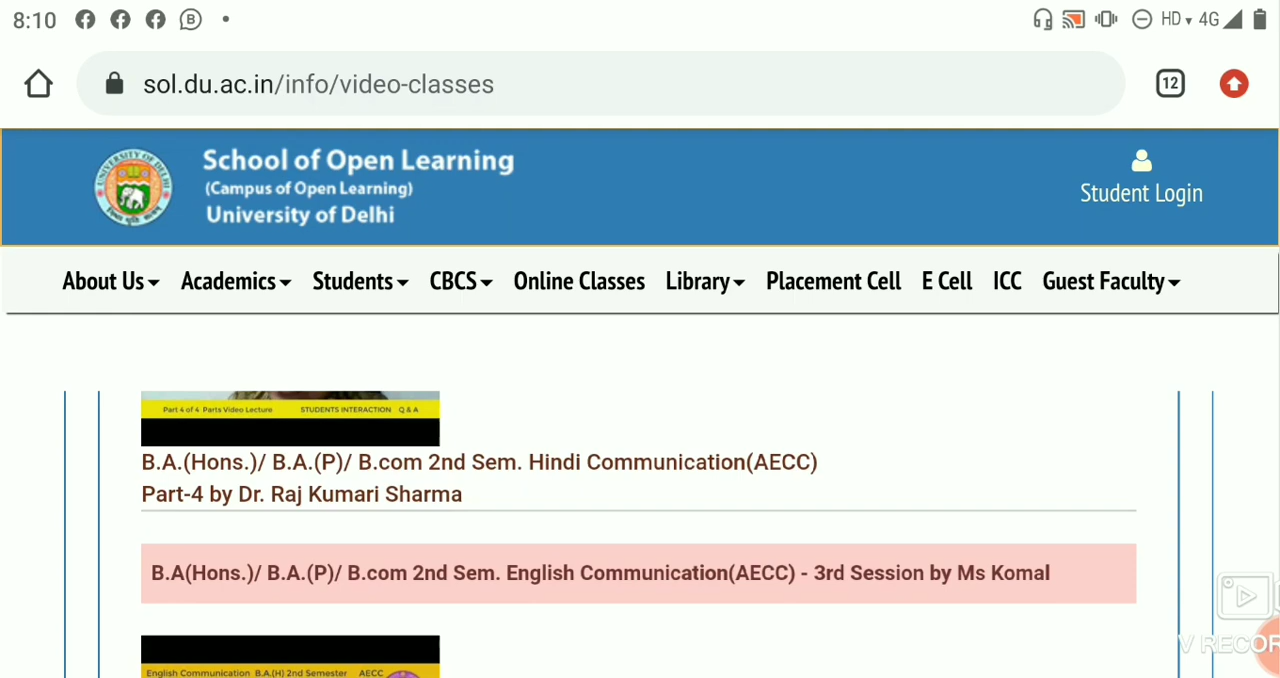 8:10 HD 4G
sol.du.ac.in/info/video-classes 12
School of Open Learning
(Campus of Open Learning)
University of Delhi
Student Login
About Us Academics Students CBCS Online Classes Library Placement Cell E Cell ICC Guest Faculty
Part 4 of 4 Parts Video Lecture STUDENTS INTERACTION Q & A
B.A.(Hons.)/ B.A.(P)/ B.com 2nd Sem. Hindi Communication(AECC)
Part-4 by Dr. Raj Kumari Sharma
B.A(Hons.)/ B.A.(P)/ B.com 2nd Sem. English Communication(AECC) - 3rd Session by Ms Komal
V RECOR
English Communication B.A.(H) 2nd Semester AECC